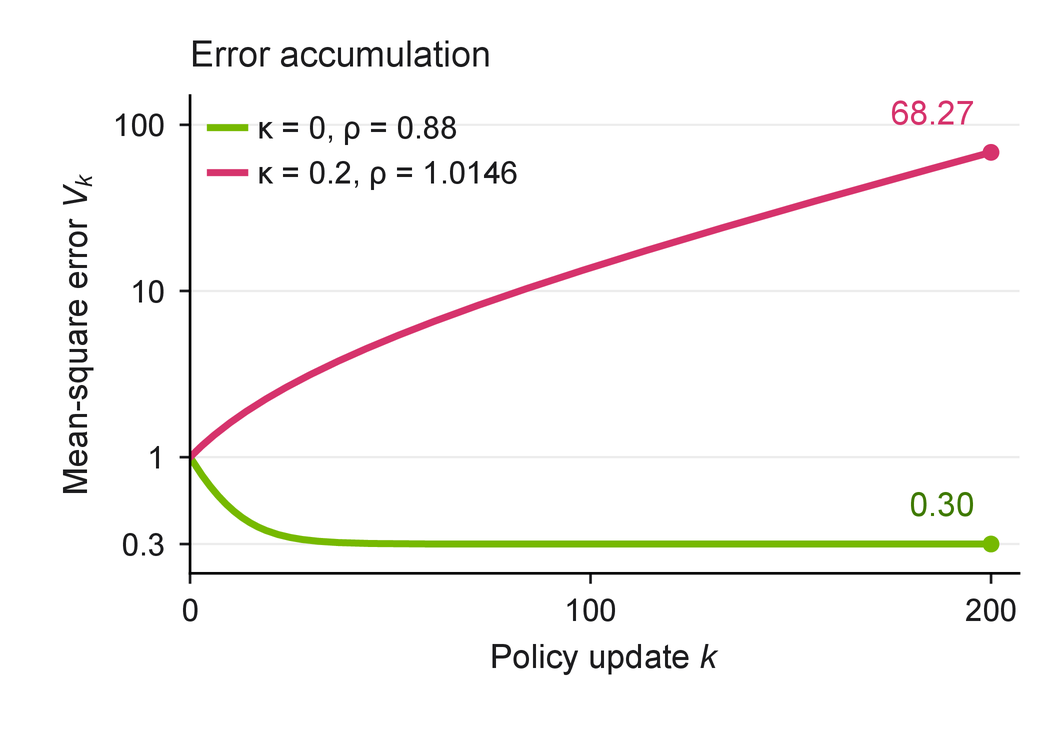 Error accumulation
κ = 0, ρ = 0.88
κ = 0.2, ρ = 1.0146
68.27
0.30
Mean-square error Vₖ
100
10
1
0.3
0
100
200
Policy update k